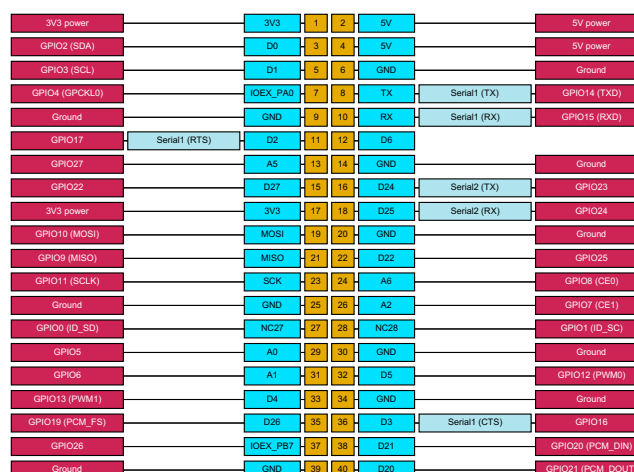 3V3 power 3V3 1 2 5V 5V power
GPIO2 (SDA) D0 3 4 5V 5V power
GPIO3 (SCL) D1 5 6 GND Ground
GPIO4 (GPCKL0) IOEX_PA0 7 8 TX Serial1 (TX) GPIO14 (TXD)
Ground GND 9 10 RX Serial1 (RX) GPIO15 (RXD)
GPIO17 Serial1 (RTS) D2 11 12 D6
GPIO27 A5 13 14 GND Ground
GPIO22 D27 15 16 D24 Serial2 (TX) GPIO23
3V3 power 3V3 17 18 D25 Serial2 (RX) GPIO24
GPIO10 (MOSI) MOSI 19 20 GND Ground
GPIO9 (MISO) MISO 21 22 D22 GPIO25
GPIO11 (SCLK) SCK 23 24 A6 GPIO8 (CE0)
Ground GND 25 26 A2 GPIO7 (CE1)
GPIO0 (ID_SD) NC27 27 28 NC28 GPIO1 (ID_SC)
GPIO5 A0 29 30 GND Ground
GPIO6 A1 31 32 D5 GPIO12 (PWM0)
GPIO13 (PWM1) D4 33 34 GND Ground
GPIO19 (PCM_FS) D26 35 36 D3 Serial1 (CTS) GPIO16
GPIO26 IOEX_PB7 37 38 D21 GPIO20 (PCM_DIN)
Ground GND 39 40 D20 GPIO21 (PCM_DOUT